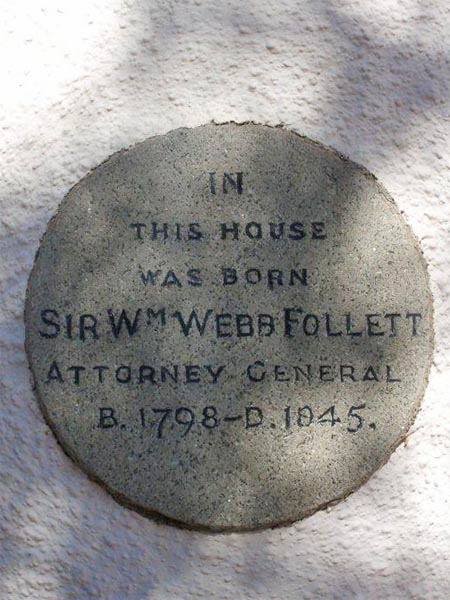 IN
THIS HOUSE
WAS BORN
SIR WM WEBB FOLLETT
ATTORNEY GENERAL
B. 1798-D. 1845.